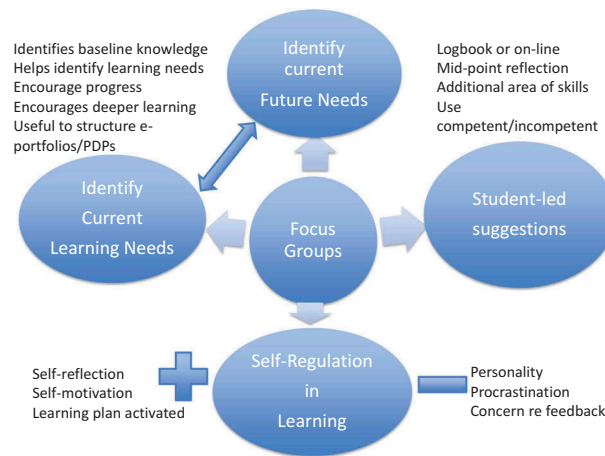 Identifies baseline knowledge
Helps identify learning needs
Encourage progress
Encourages deeper learning
Useful to structure e-
portfolios/PDPs
Identify
current
Future Needs
Logbook or on-line
Mid-point reflection
Additional area of skills
Use
competent/incompetent
Identify
Current
Learning Needs
Focus
Groups
Student-led
suggestions
Self-reflection
Self-motivation
Learning plan activated
Self-Regulation
in
Learning
Personality
Procrastination
Concern re feedback